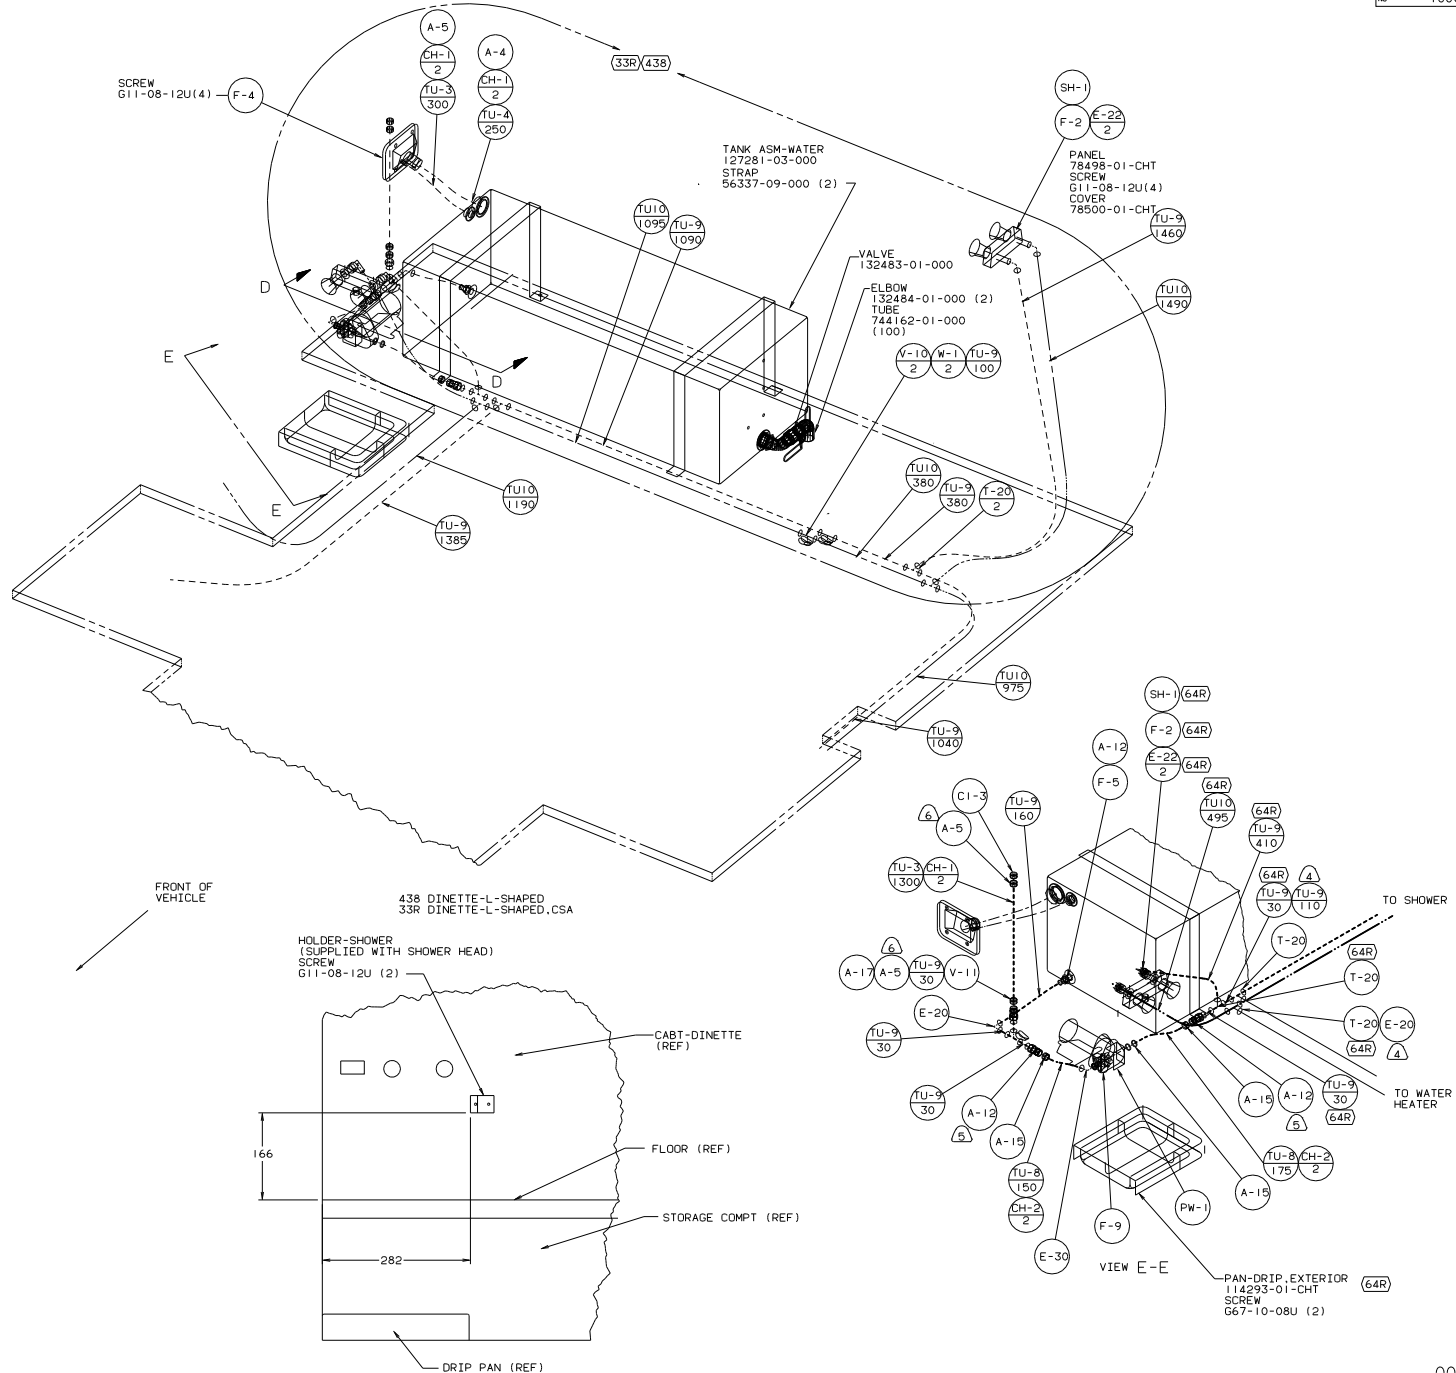 A-5
CH-1
2
TU-3
300
A-4
CH-1
2
TU-4
250
33R 438
SCREW
G11-08-12U(4)
F-4
SH-1
F-2
E-22
2
PANEL
78498-01-CHT
SCREW
G11-08-12U(4)
COVER
78500-01-CHT
TANK ASM-WATER
127281-03-000
STRAP
56337-09-000 (2)
TU10
1095
TU-9
1090
TU-9
1460
VALVE
132483-01-000
ELBOW
132484-01-000 (2)
TUBE
744162-01-000
(100)
TU10
1490
D
E
D
V-10
2
W-1
2
TU-9
100
TU10
380
TU-9
380
T-20
2
E
TU10
1190
TU-9
1385
TU10
975
TU-9
1040
FRONT OF
VEHICLE
438 DINETTE-L-SHAPED
33R DINETTE-L-SHAPED,CSA
HOLDER-SHOWER
(SUPPLIED WITH SHOWER HEAD)
SCREW
G11-08-12U (2)
CABT-DINETTE
(REF)
166
FLOOR (REF)
STORAGE COMPT (REF)
282
DRIP PAN (REF)
SH-1 64R
F-2 64R
E-22
2
64R
A-12
F-5
64R
TU10
495
64R
TU-9
410
CI-3
TU-9
160
6
A-5
TU-3
1300
CH-1
2
64R
TU-9
30
4
TU-9
110
TO SHOWER
T-20
64R
T-20
6
A-17
A-5
TU-9
30
V-11
E-20
TU-9
30
T-20
64R
E-20
4
TU-9
30
A-12
5
A-15
TU-8
150
CH-2
2
E-30
F-9
PW-1
A-15
TU-8
175
CH-2
2
A-15
A-12
5
TU-9
30
64R
TO WATER
HEATER
VIEW E-E
PAN-DRIP,EXTERIOR 64R
114293-01-CHT
SCREW
G67-10-08U (2)